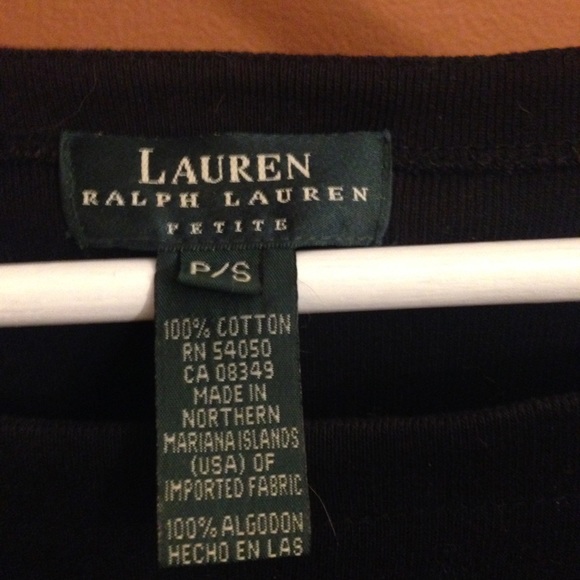 LAUREN
RALPH LAUREN
PETITE
P/S
100% COTTON
RN 54050
CA 08349
MADE IN
NORTHERN
MARIANA ISLANDS
(USA) OF
IMPORTED FABRIC
100% ALGODON
HECHO EN LAS